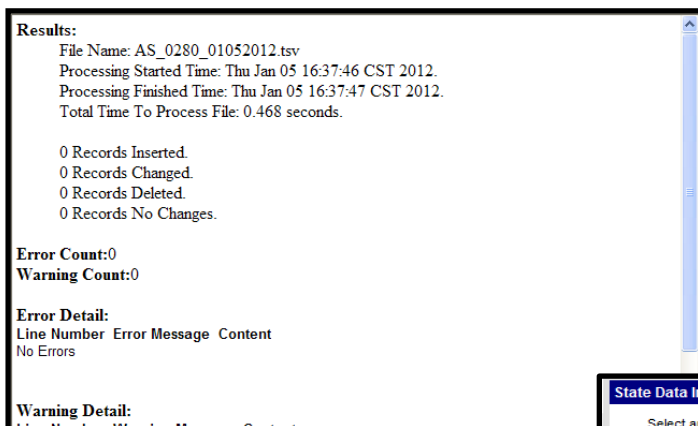 Results:
File Name: AS_0280_01052012.tsv
Processing Started Time: Thu Jan 05 16:37:46 CST 2012.
Processing Finished Time: Thu Jan 05 16:37:47 CST 2012.
Total Time To Process File: 0.468 seconds.
0 Records Inserted.
0 Records Changed.
0 Records Deleted.
0 Records No Changes.
Error Count:0
Warning Count:0
Error Detail:
Line Number Error Message Content
No Errors
State Data I
Warning Detail:
Select a